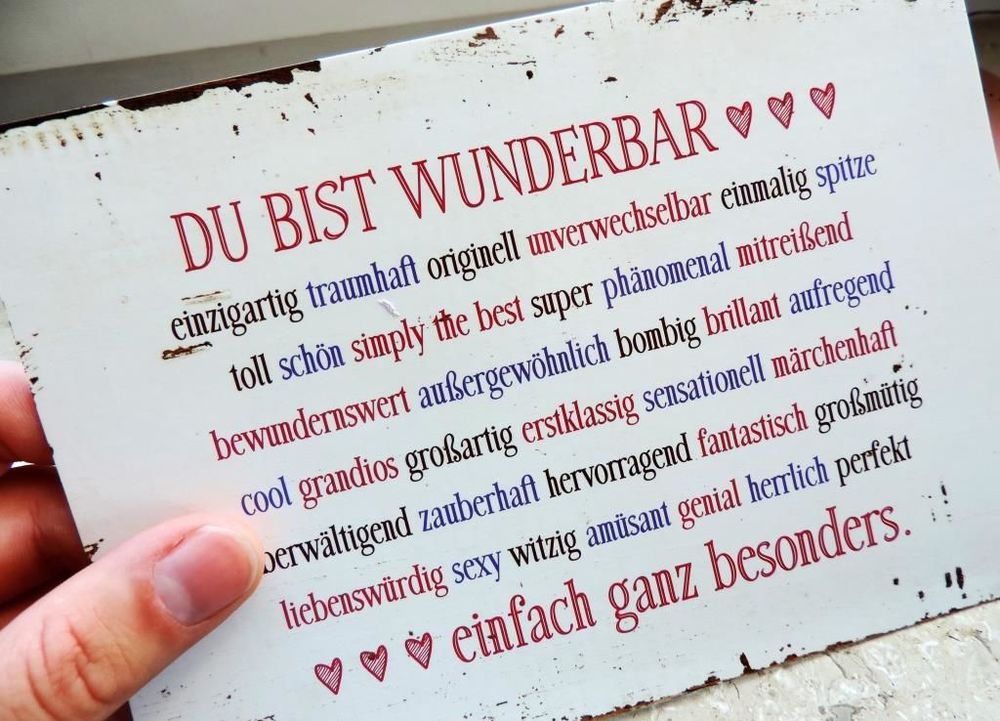 DU BIST WUNDERBAR
einzigartig traumhaft originell unverwechselbar einmalig spitze
toll schön simply the best super phänomenal mitreißend
bewundernswert außergewöhnlich bombig brillant aufregend
cool grandios großartig erstklassig sensationell märchenhaft
berwältigend zauberhaft hervorragend fantastisch großmütig
liebenswürdig sexy witzig amüsant genial herrlich perfekt
einfach ganz besonders.